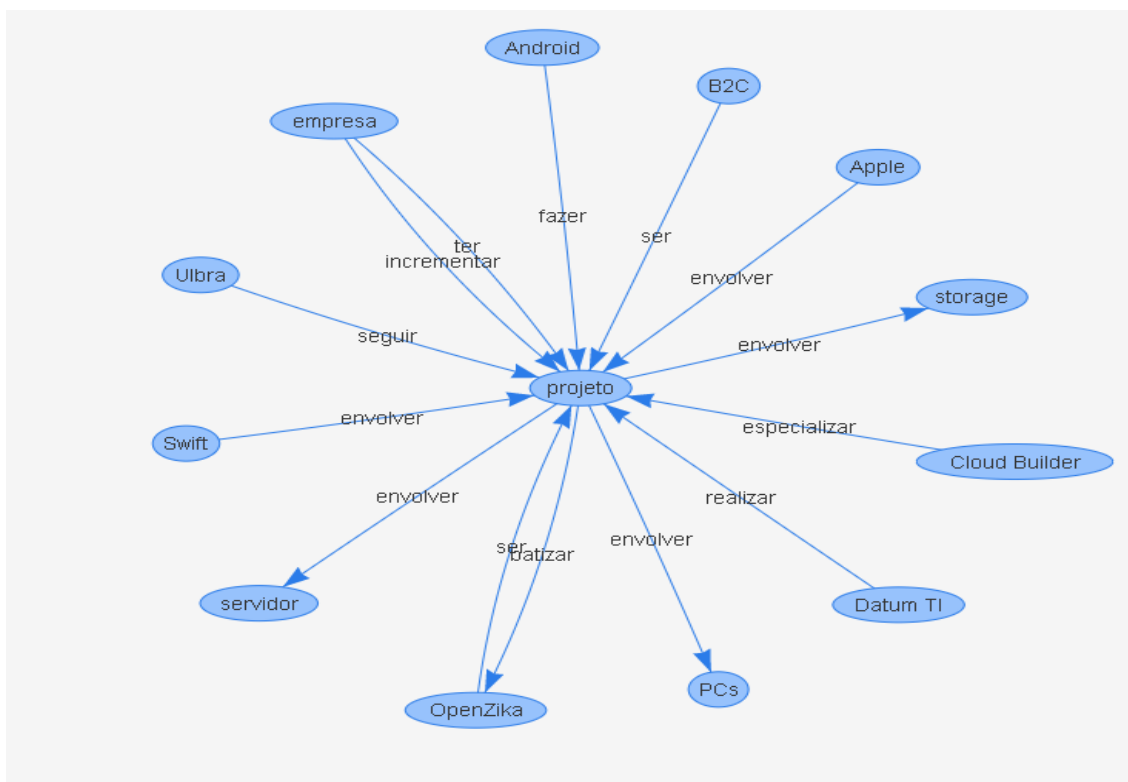 Android
B2C
empresa
Apple
fazer
ser
ter
incrementar
envolver
Ulbra
storage
seguir
envolver
projeto
envolver
especializar
Swift
Cloud Builder
envolver
realizar
ser
batizar
envolver
servidor
Datum TI
PCs
OpenZika